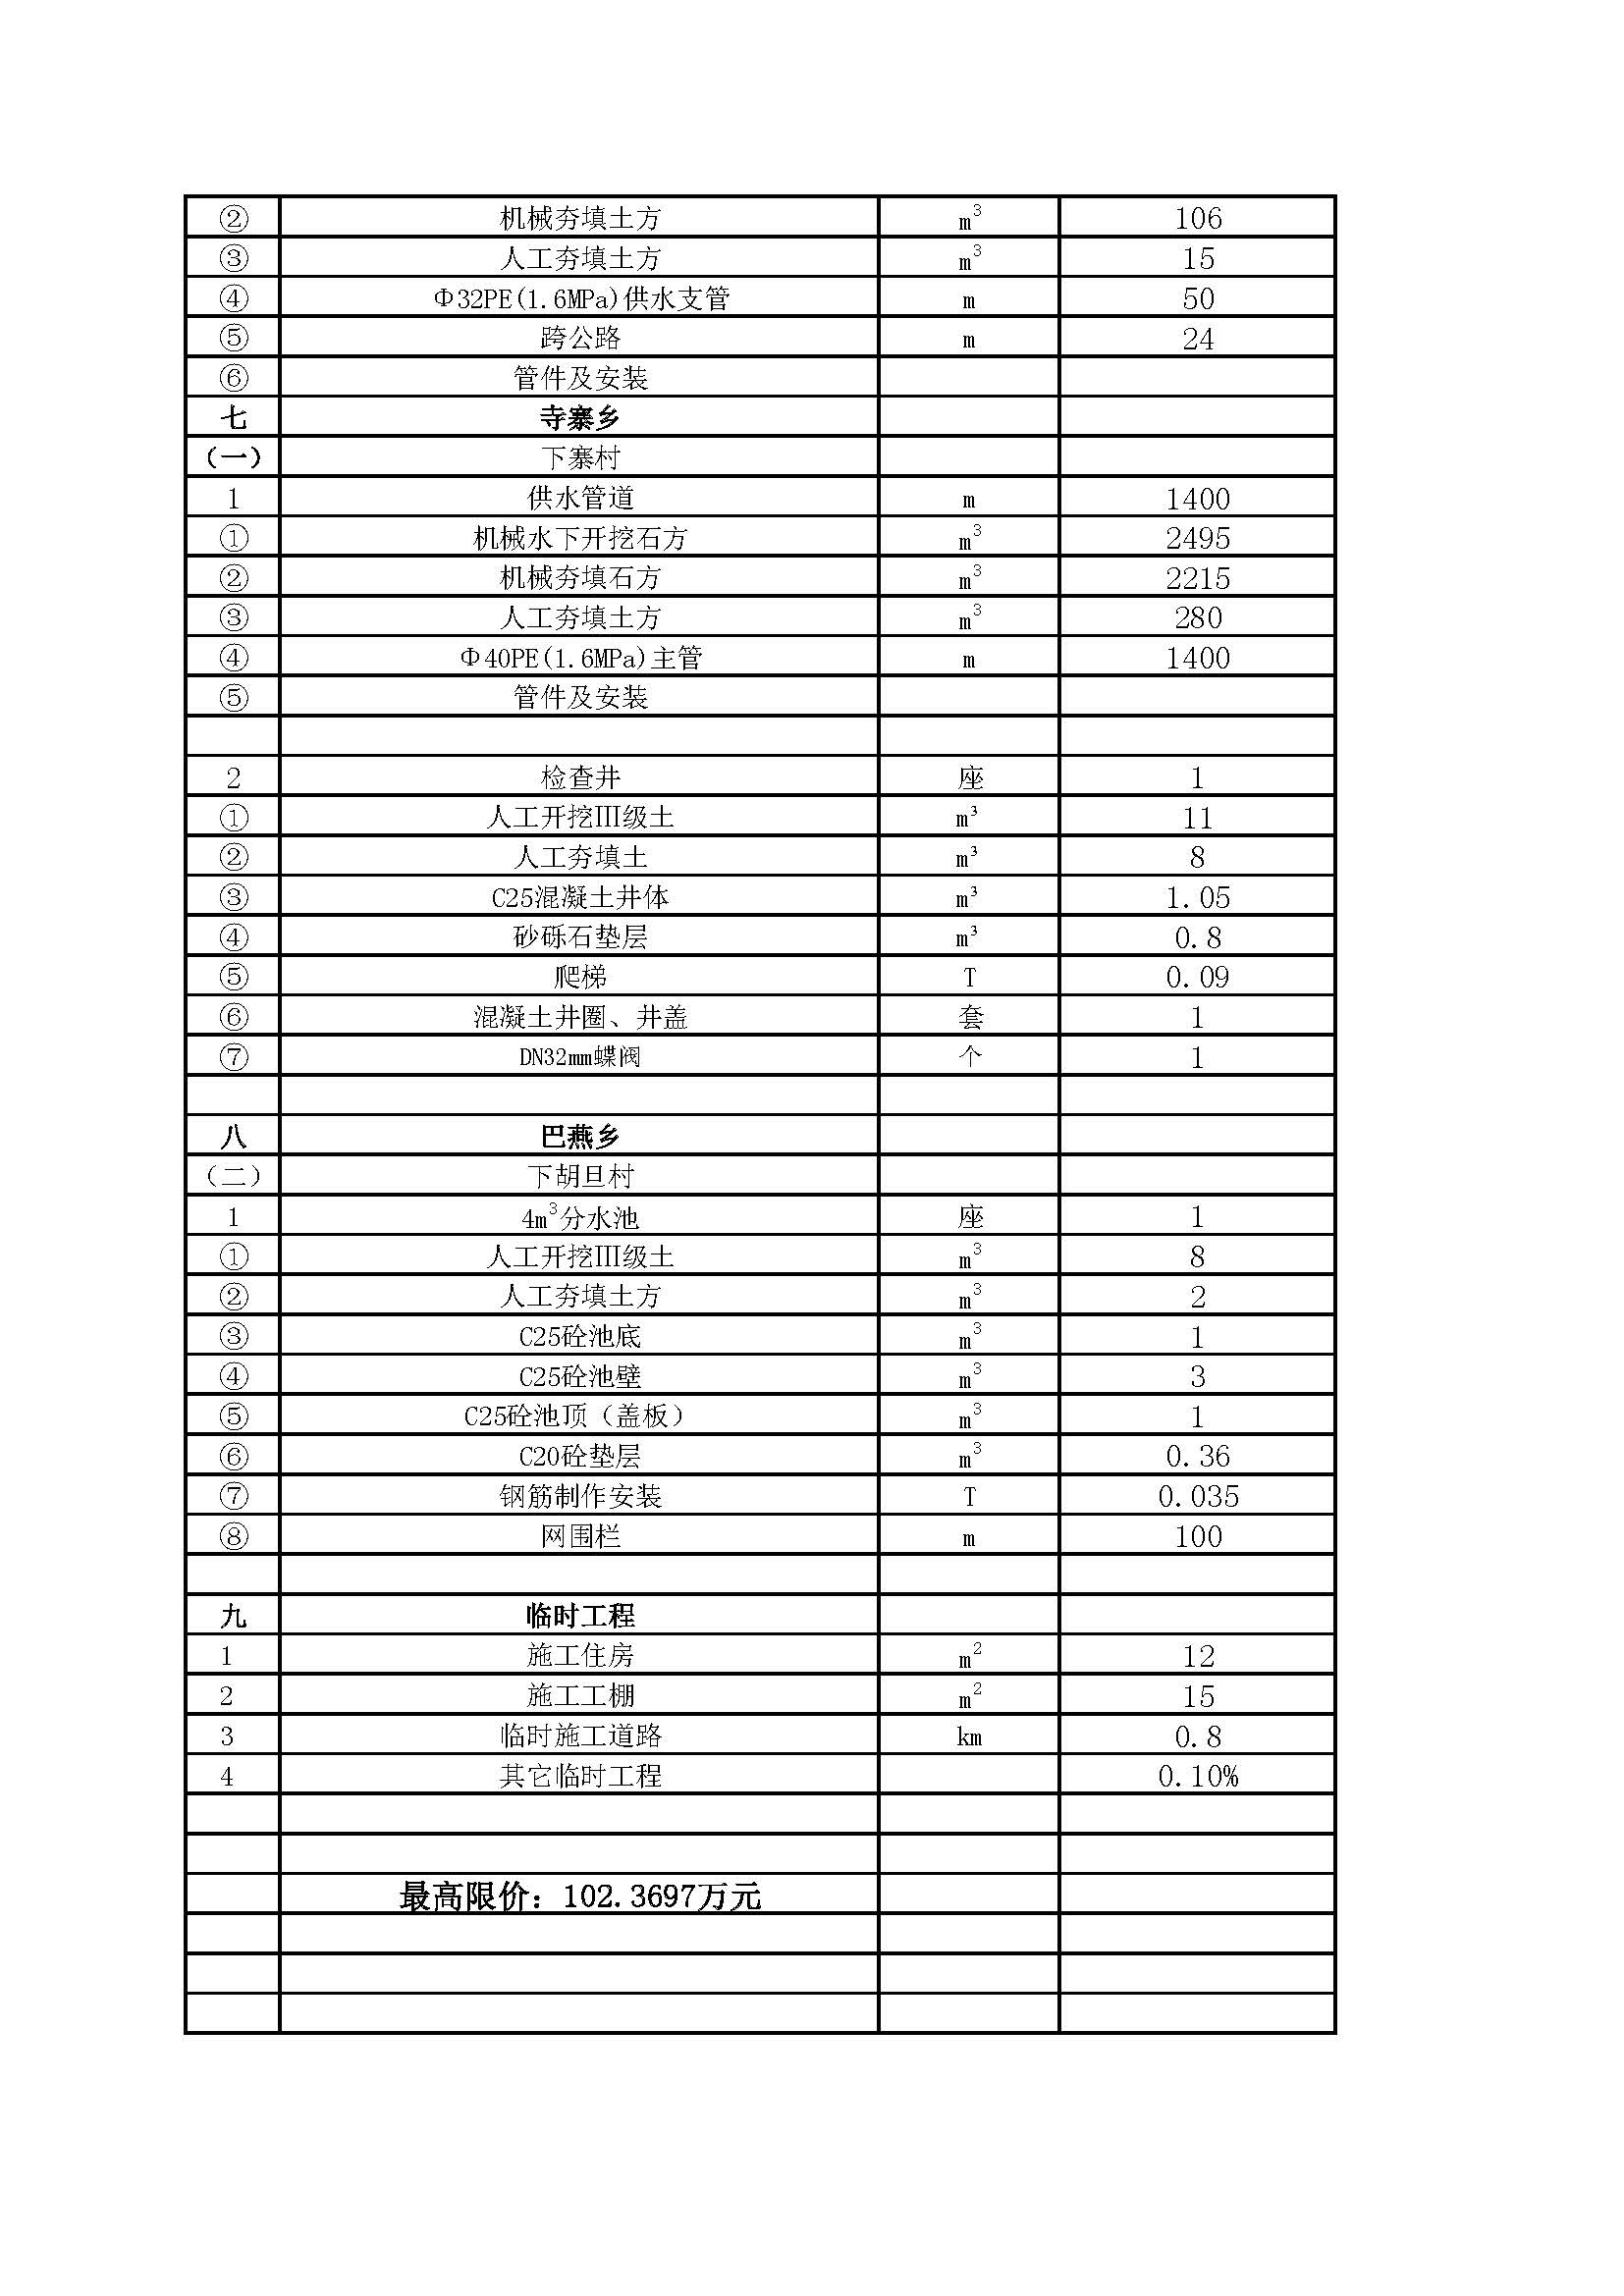 ② 机械夯填土方 m³ 106
③ 人工夯填土方 m³ 15
④ Φ32PE(1.6MPa)供水支管 m 50
⑤ 跨公路 m 24
⑥ 管件及安装
七 寺寨乡
(一) 下寨村
1 供水管道 m 1400
① 机械水下开挖石方 m³ 2495
② 机械夯填石方 m³ 2215
③ 人工夯填土方 m³ 280
④ Φ40PE(1.6MPa)主管 m 1400
⑤ 管件及安装
2 检查井 座 1
① 人工开挖Ⅲ级土 m³ 11
② 人工夯填土 m³ 8
③ C25混凝土井体 m³ 1.05
④ 砂砾石垫层 m³ 0.8
⑤ 爬梯 T 0.09
⑥ 混凝土井圈、井盖 套 1
⑦ DN32mm蝶阀 个 1
八 巴燕乡
(二) 下胡旦村
1 4m³分水池 座 1
① 人工开挖Ⅲ级土 m³ 8
② 人工夯填土方 m³ 2
③ C25砼池底 m³ 1
④ C25砼池壁 m³ 3
⑤ C25砼池顶（盖板） m³ 1
⑥ C20砼垫层 m³ 0.36
⑦ 钢筋制作安装 T 0.035
⑧ 网围栏 m 100
九 临时工程
1 施工住房 m² 12
2 施工工棚 m² 15
3 临时施工道路 km 0.8
4 其它临时工程 0.10%
最高限价：102.3697万元